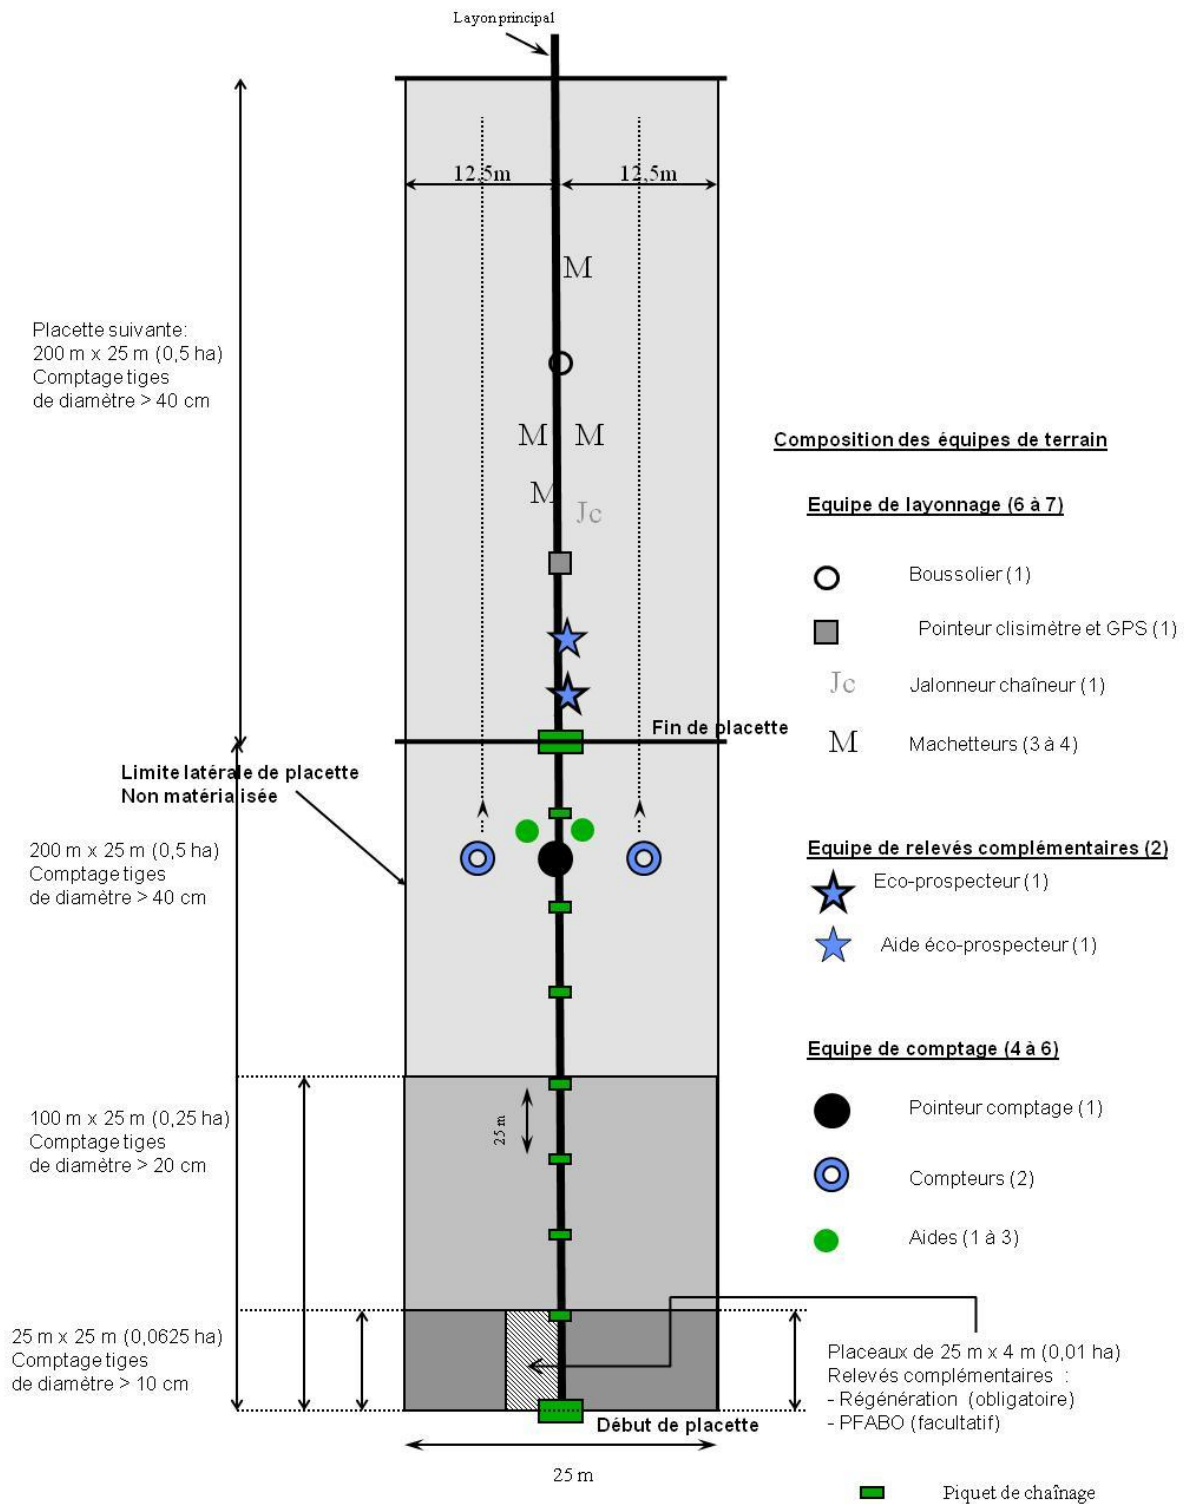 Layon principal
12,5m
12,5m
M
Placette suivante:
200 m x 25 m (0,5 ha)
Comptage tiges
de diamètre > 40 cm
M
M
M
Jc
Fin de placette
Limite latérale de placette
Non matérialisée
200 m x 25 m (0,5 ha)
Comptage tiges
de diamètre > 40 cm
100 m x 25 m (0,25 ha)
Comptage tiges
de diamètre > 20 cm
25 m
25 m x 25 m (0,0625 ha)
Comptage tiges
de diamètre > 10 cm
Début de placette
25 m
Composition des équipes de terrain
Equipe de layonnage (6 à 7)
Boussolier (1)
Pointeur clisimètre et GPS (1)
Jc
Jalonneur chaîneur (1)
M
Machetteurs (3 à 4)
Equipe de relevés complémentaires (2)
Eco-prospecteur (1)
Aide éco-prospecteur (1)
Equipe de comptage (4 à 6)
Pointeur comptage (1)
Compteurs (2)
Aides (1 à 3)
Placeaux de 25 m x 4 m (0,01 ha)
Relevés complémentaires :
- Régénération (obligatoire)
- PFABO (facultatif)
Piquet de chaînage